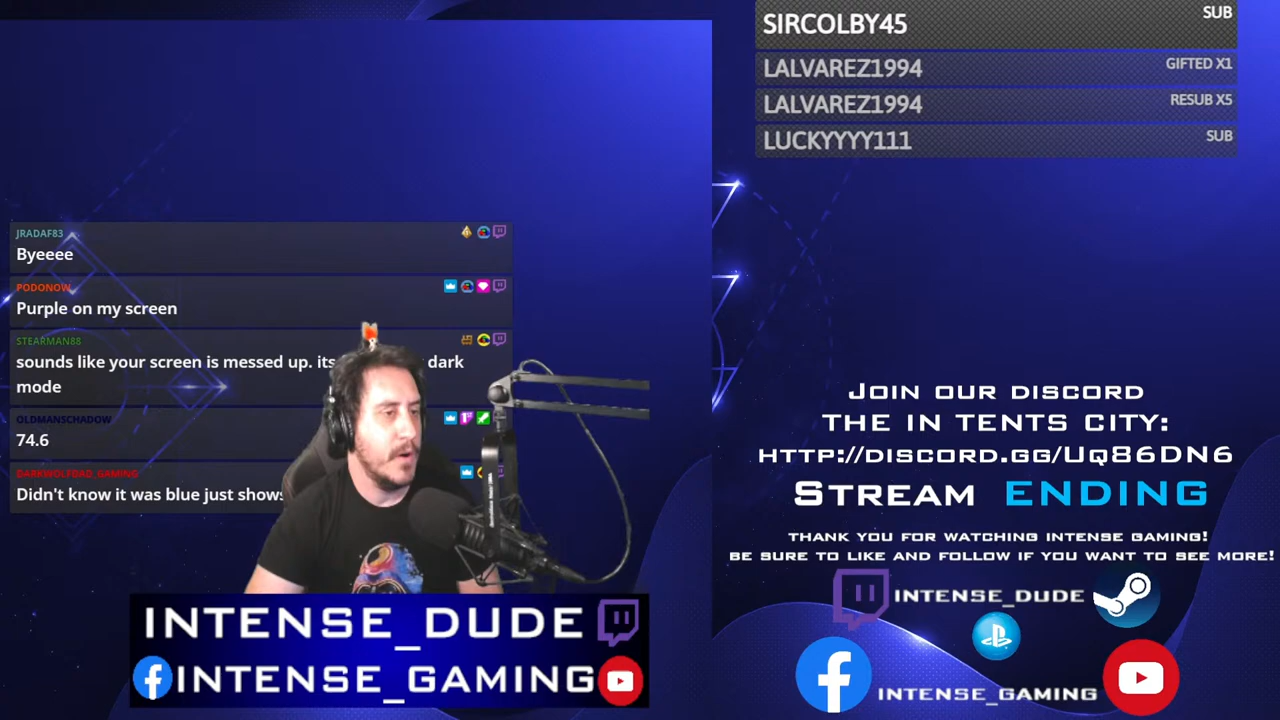 SIRCOLBY45 SUB
LALVAREZ1994 GIFTED X1
LALVAREZ1994 RESUB X5
LUCKYYYY111 SUB
JRADAF83
Byeeee
PODONOW
Purple on my screen
STEARMAN88
sounds like your screen is messed up. its dark
mode
OLDMANSCHADOW
74.6
DARKWOLFDAD_GAMING
Didn't know it was blue just shows
INTENSE_DUDE
INTENSE_GAMING
JOIN OUR DISCORD
THE IN TENTS CITY:
HTTP://DISCORD.GG/UQ86DN6
STREAM ENDING
THANK YOU FOR WATCHING INTENSE GAMING!
BE SURE TO LIKE AND FOLLOW IF YOU WANT TO SEE MORE!
INTENSE_DUDE
INTENSE_GAMING